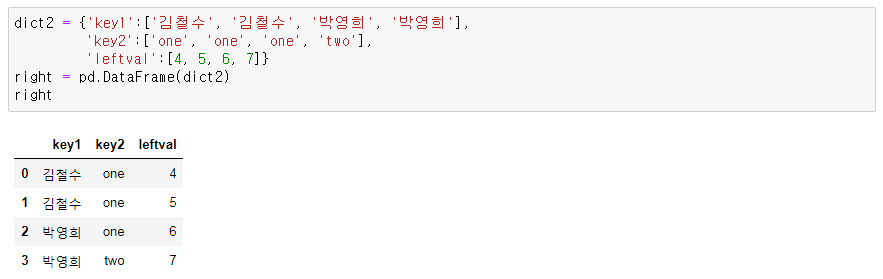 dict2 = {'key1':['김철수', '김철수', '박영희', '박영희'],
'key2':['one', 'one', 'one', 'two'],
'leftval':[4, 5, 6, 7]}
right = pd.DataFrame(dict2)
right
key1 key2 leftval
0 김철수 one 4
1 김철수 one 5
2 박영희 one 6
3 박영희 two 7